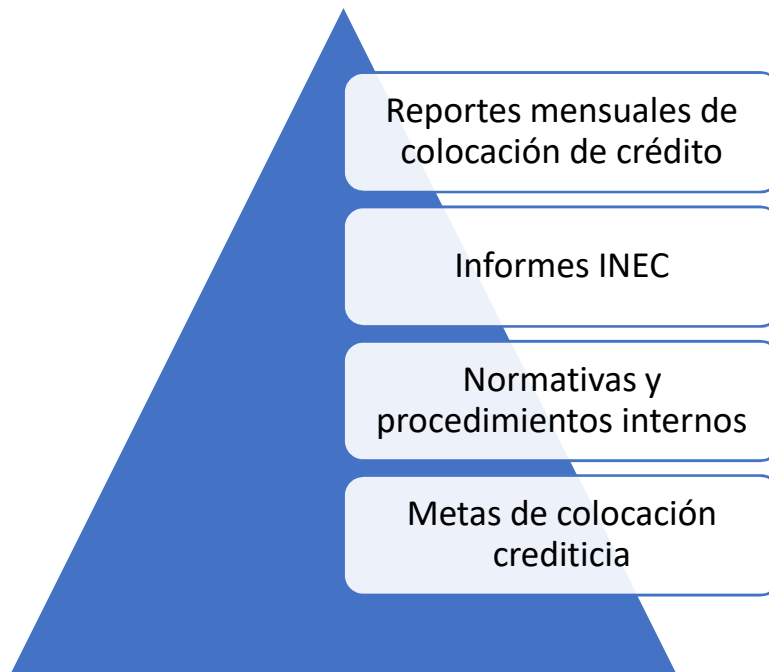 Reportes mensuales de
colocación de crédito
Informes INEC
Normativas y
procedimientos internos
Metas de colocación
crediticia